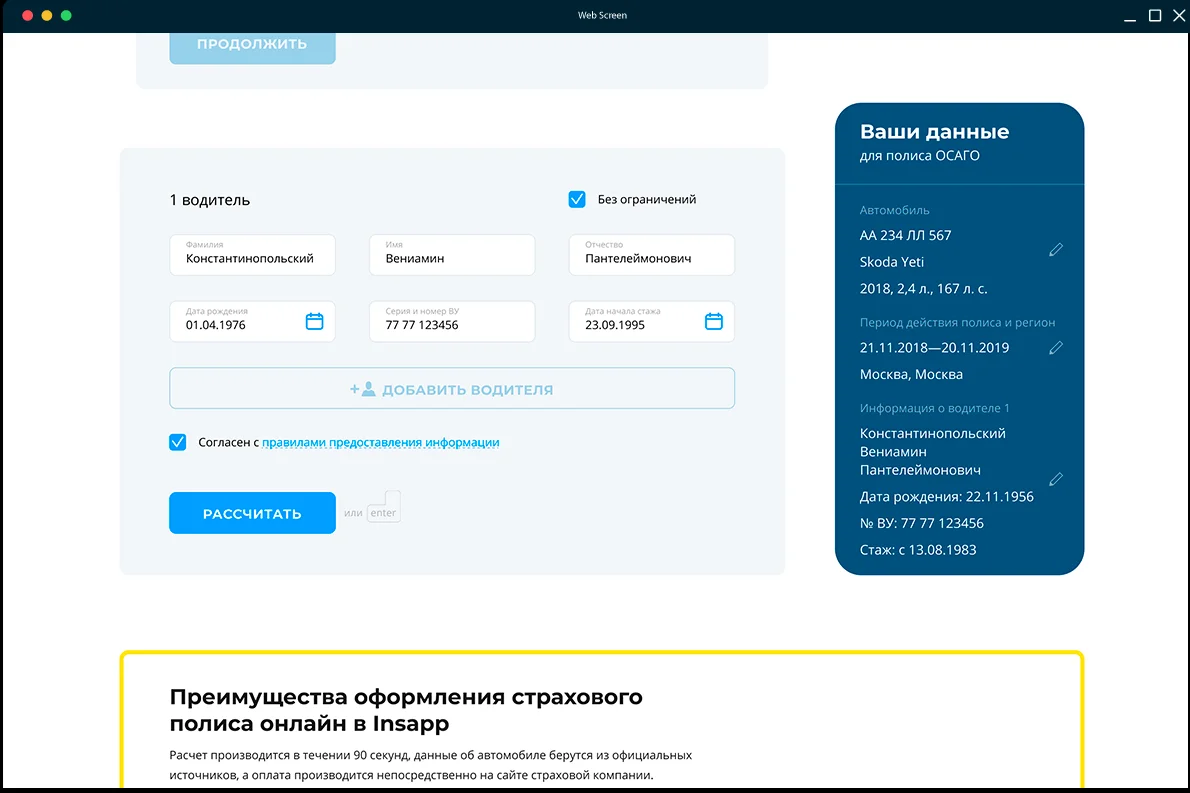 Web Screen
ПРОДОЛЖИТЬ
1 водитель
Без ограничений
Фамилия
Константинопольский
Имя
Вениамин
Отчество
Пантелеймонович
Дата рождения
01.04.1976
Серия и номер ВУ
77 77 123456
Дата начала стажа
23.09.1995
+ ДОБАВИТЬ ВОДИТЕЛЯ
Согласен с правилами предоставления информации
РАССЧИТАТЬ
или enter
Ваши данные
для полиса ОСАГО
Автомобиль
АА 234 ЛЛ 567
Skoda Yeti
2018, 2,4 л., 167 л. с.
Период действия полиса и регион
21.11.2018—20.11.2019
Москва, Москва
Информация о водителе 1
Константинопольский
Вениамин
Пантелеймонович
Дата рождения: 22.11.1956
№ ВУ: 77 77 123456
Стаж: с 13.08.1983
Преимущества оформления страхового
полиса онлайн в Insapp
Расчет производится в течении 90 секунд, данные об автомобиле берутся из официальных
источников, а оплата производится непосредственно на сайте страховой компании.